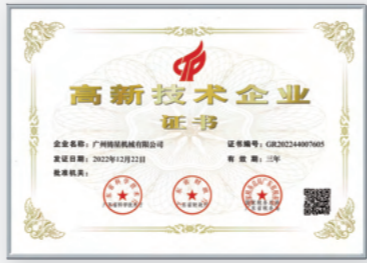 高新技术企业
证书
企业名称：广州锦星机械有限公司
证书编号：GR202244007605
发证日期：2022年12月22日
有效期：三年
批准机关：